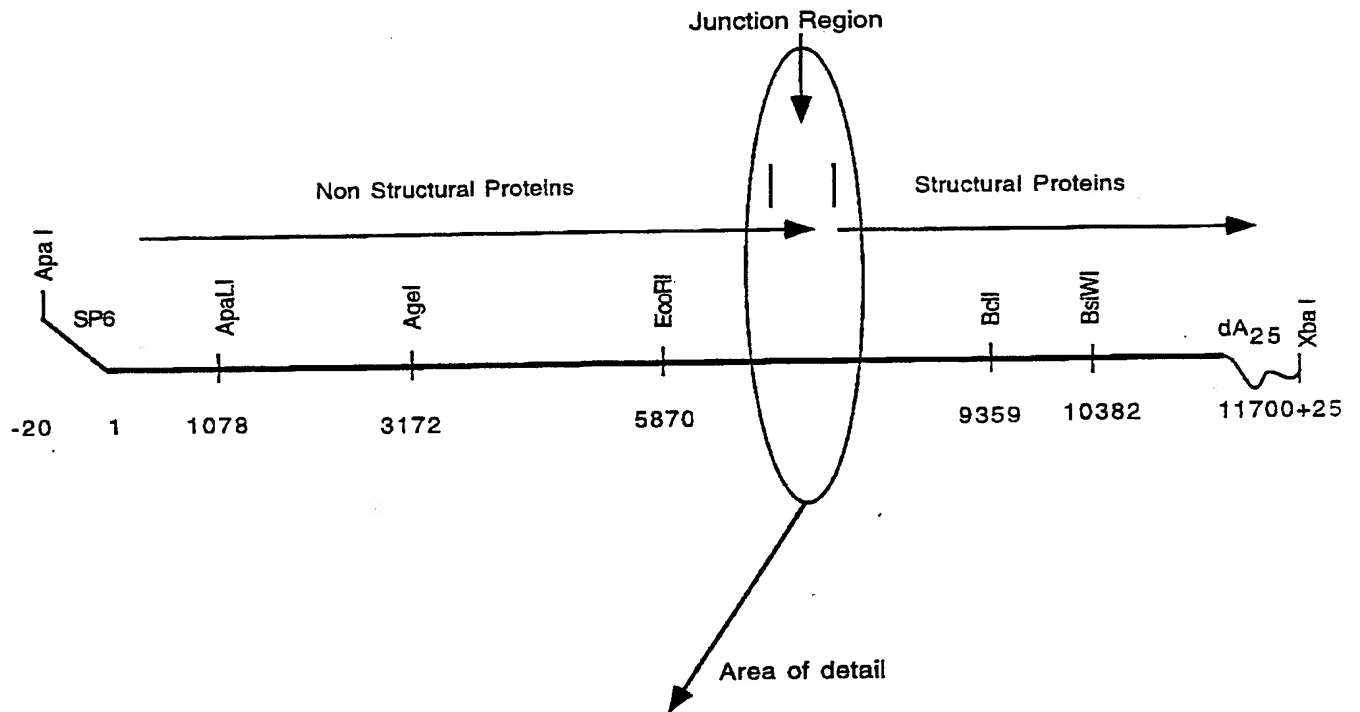 Junction Region
Non Structural Proteins
Structural Proteins
Apa I
SP6
ApaLI
AgeI
EcoRI
BclI
BsiWI
dA25
Xba I
-20 1 1078 3172 5870 9359 10382 11700+25
Area of detail